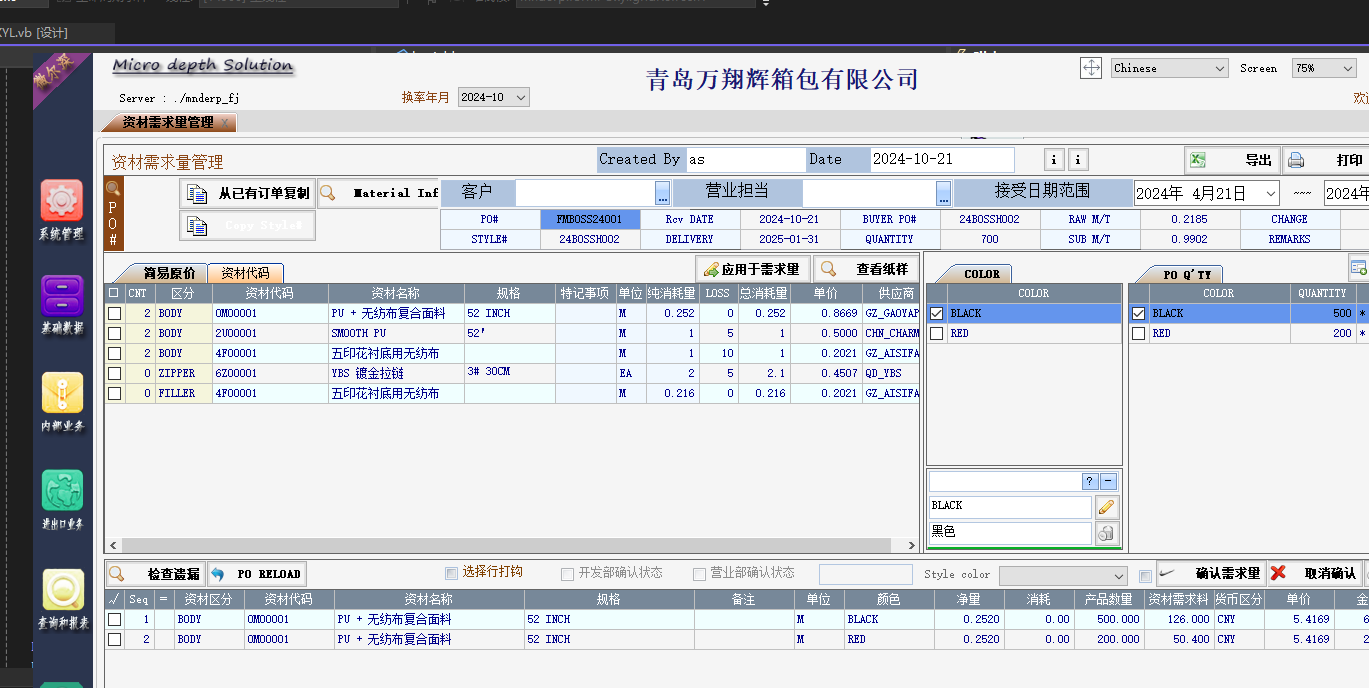 XYL.vb [设计]
微尔英
Micro depth Solution
青岛万翔辉箱包有限公司
Chinese Screen 75%
Server : ./mnderp_fj 换率年月 2024-10
资材需求量管理 x
资材需求量管理 Created By as Date 2024-10-21 i i 导出 打印
PO# 从已有订单复制 Material Inf 客户 ... 营业担当 ... 接受日期范围 2024年 4月21日 ~~~ 2024年
Copy Style#
PO# FMBOSS24001 Rcv DATE 2024-10-21 BUYER PO# 24BOSSH002 RAW M/T 0.2185 CHANGE
STYLE# 24BOSSH002 DELIVERY 2025-01-31 QUANTITY 700 SUB M/T 0.9902 REMARKS
系统管理
基础数据
内部业务
进出口业务
查询和报表
简易原价 资材代码 应用于需求量 查看纸样
CNT 区分 资材代码 资材名称 规格 特记事项 单位 纯消耗量 LOSS 总消耗量 单价 供应商
2 BODY 0M00001 PU + 无纺布复合面料 52 INCH M 0.252 0 0.252 0.8669 GZ_GAOYAP
2 BODY 2U00001 SMOOTH PU 52' M 1 5 1 0.5000 CHN_CHARM
2 BODY 4F00001 五印花衬底用无纺布 M 1 10 1 0.2021 GZ_AISIFA
0 ZIPPER 6Z00001 YBS 镀金拉链 3# 30CM EA 2 5 2.1 0.4507 QD_YBS
0 FILLER 4F00001 五印花衬底用无纺布 M 0.216 0 0.216 0.2021 GZ_AISIFA
COLOR
COLOR
BLACK
RED
? −
BLACK
黑色
PO Q'TY
COLOR QUANTITY
BLACK 500 *
RED 200 *
检查遗漏 PO RELOAD 选择行打钩 开发部确认状态 营业部确认状态 Style color 确认需求量 取消确认
√ Seq = 资材区分 资材代码 资材名称 规格 备注 单位 颜色 净量 消耗 产品数量 资材需求料 货币区分 单价 金
1 BODY 0M00001 PU + 无纺布复合面料 52 INCH M BLACK 0.2520 0.00 500.000 126.000 CNY 5.4169 6
2 BODY 0M00001 PU + 无纺布复合面料 52 INCH M RED 0.2520 0.00 200.000 50.400 CNY 5.4169 2